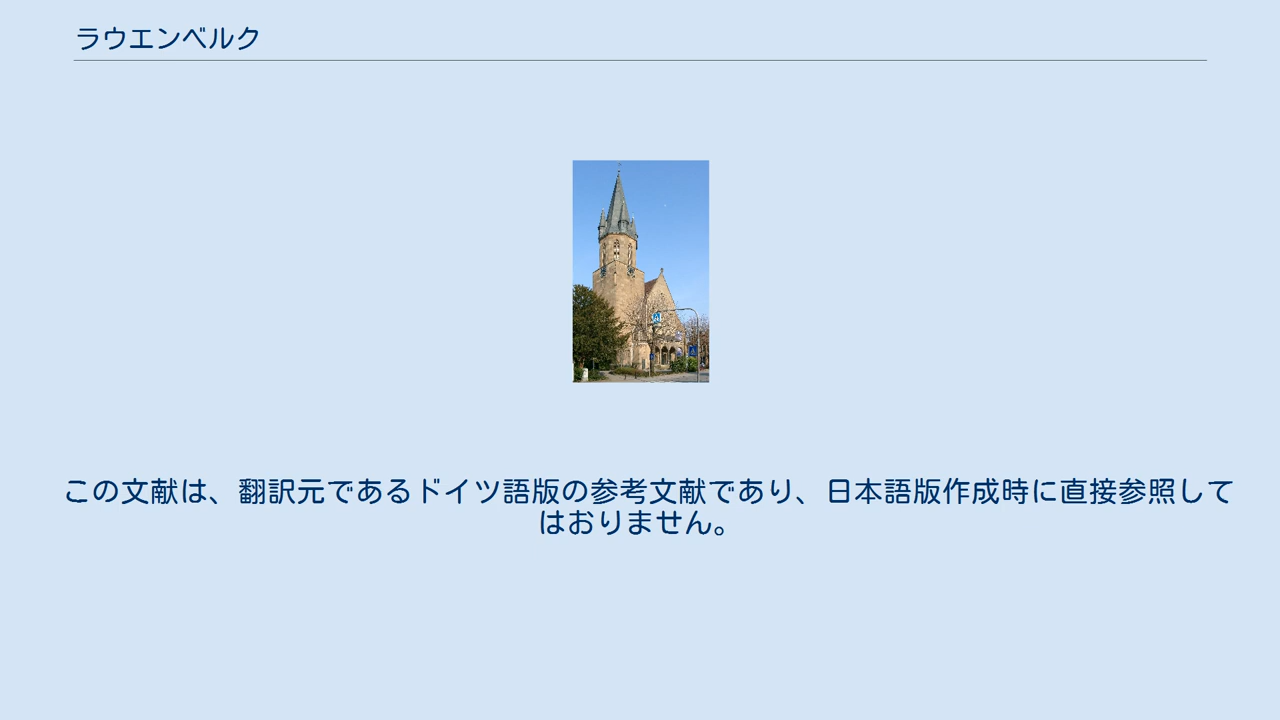 ラウエンベルク
この文献は、翻訳元であるドイツ語版の参考文献であり、日本語版作成時に直接参照して
はおりません。